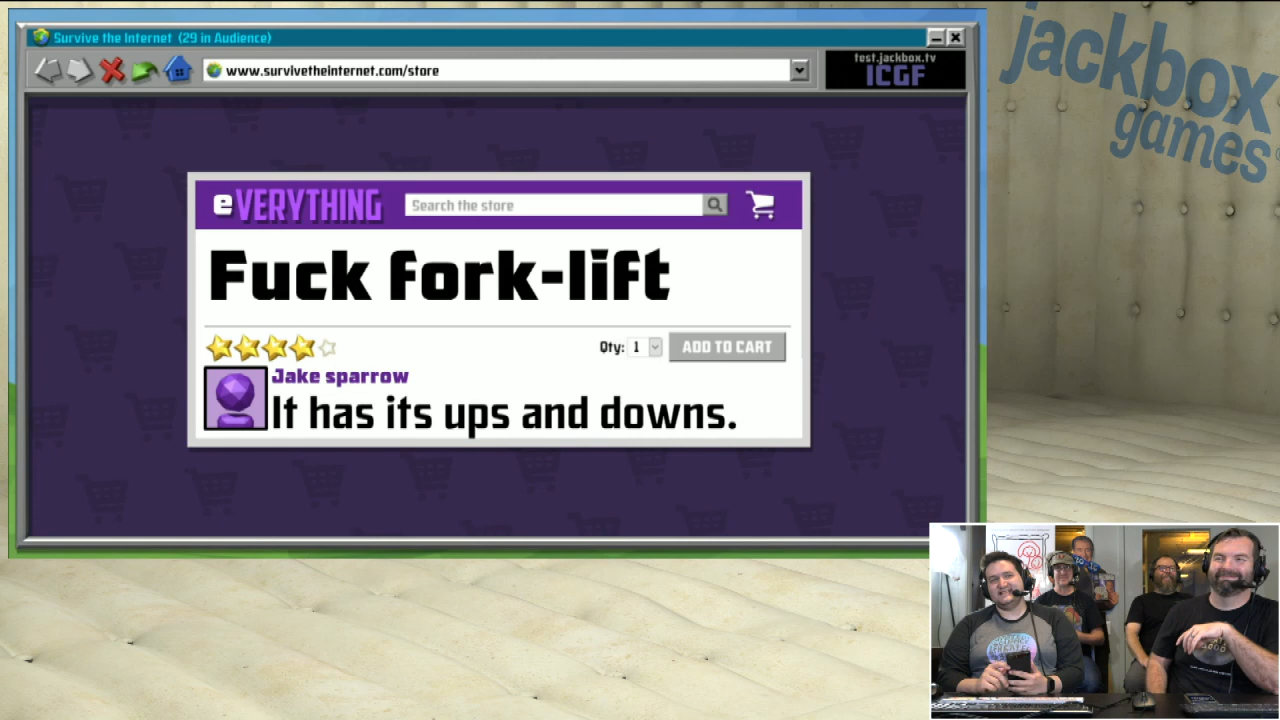 Survive the Internet (29 in Audience)
www.survivetheinternet.com/store
test.jackbox.tv
ICGF
jackbox
games
eVERYTHING
Search the store
Fuck fork-lift
Qty: 1
ADD TO CART
Jake sparrow
It has its ups and downs.